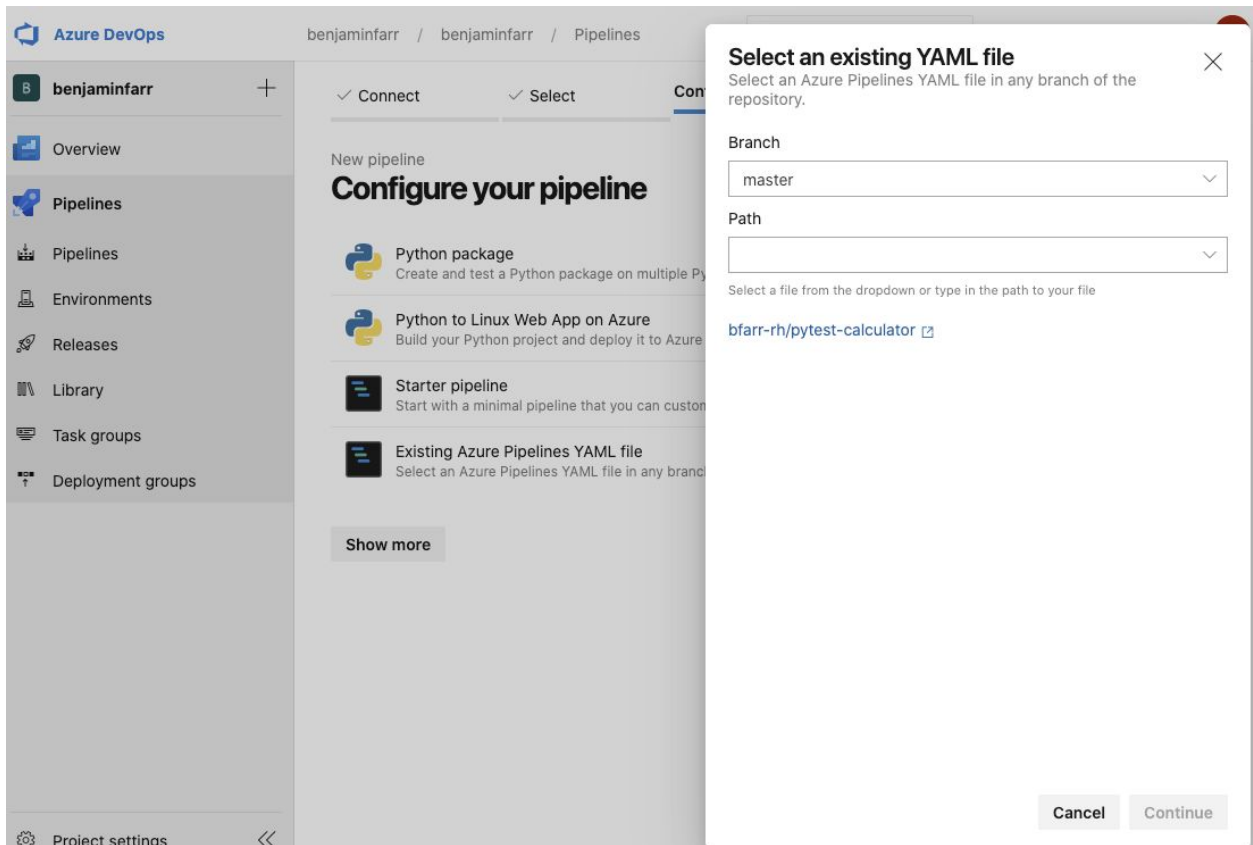 Azure DevOps
benjaminfarr / benjaminfarr / Pipelines
B benjaminfarr
Overview
Pipelines
Pipelines
Environments
Releases
Library
Task groups
Deployment groups
Project settings
Connect
Select
New pipeline
Configure your pipeline
Python package
Create and test a Python package on multiple
Python to Linux Web App on Azure
Build your Python project and deploy it to Azure
Starter pipeline
Start with a minimal pipeline that you can
Existing Azure Pipelines YAML file
Select an Azure Pipelines YAML file in any
Show more
Select an existing YAML file
Select an Azure Pipelines YAML file in any branch of the
repository.
Branch
master
Path
Select a file from the dropdown or type in the path to your file
bfarr-rh/pytest-calculator
Cancel
Continue